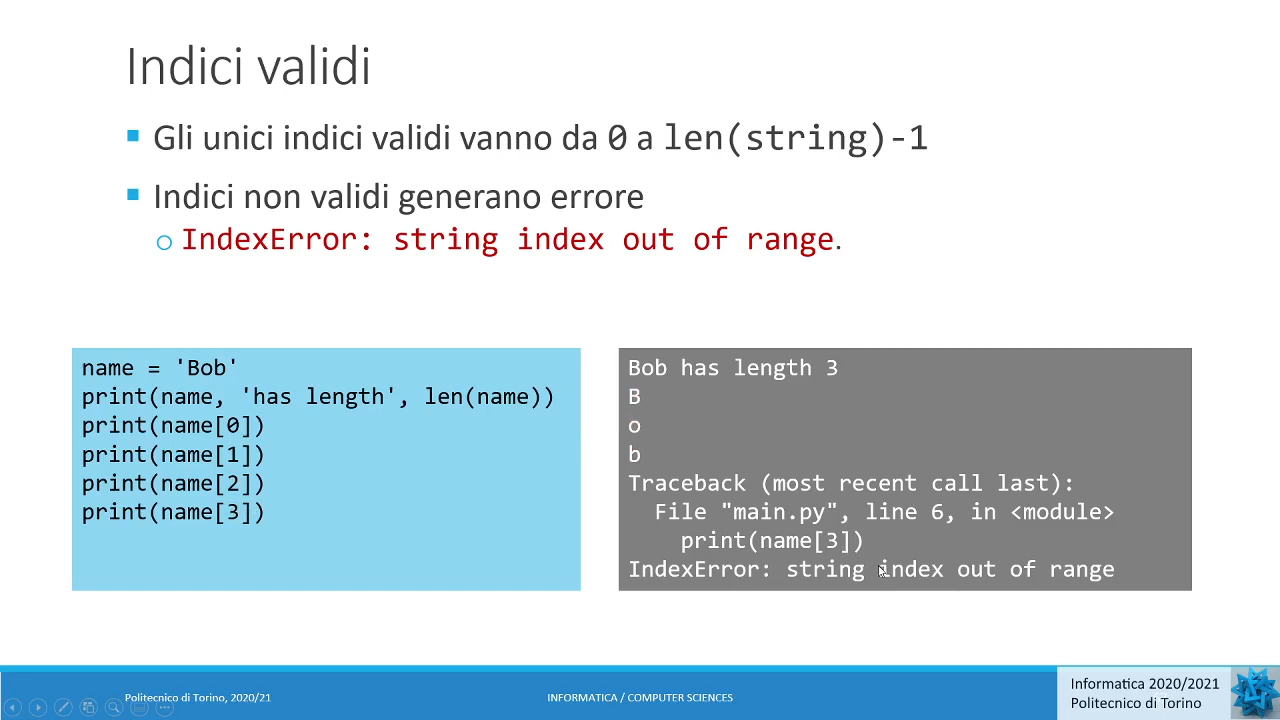 Indici validi
Gli unici indici validi vanno da 0 a len(string)-1
Indici non validi generano errore
IndexError: string index out of range.
name = 'Bob'
print(name, 'has length', len(name))
print(name[0])
print(name[1])
print(name[2])
print(name[3])
Bob has length 3
B
o
b
Traceback (most recent call last):
  File "main.py", line 6, in <module>
    print(name[3])
IndexError: string index out of range
Politecnico di Torino, 2020/21
INFORMATICA / COMPUTER SCIENCES
Informatica 2020/2021
Politecnico di Torino